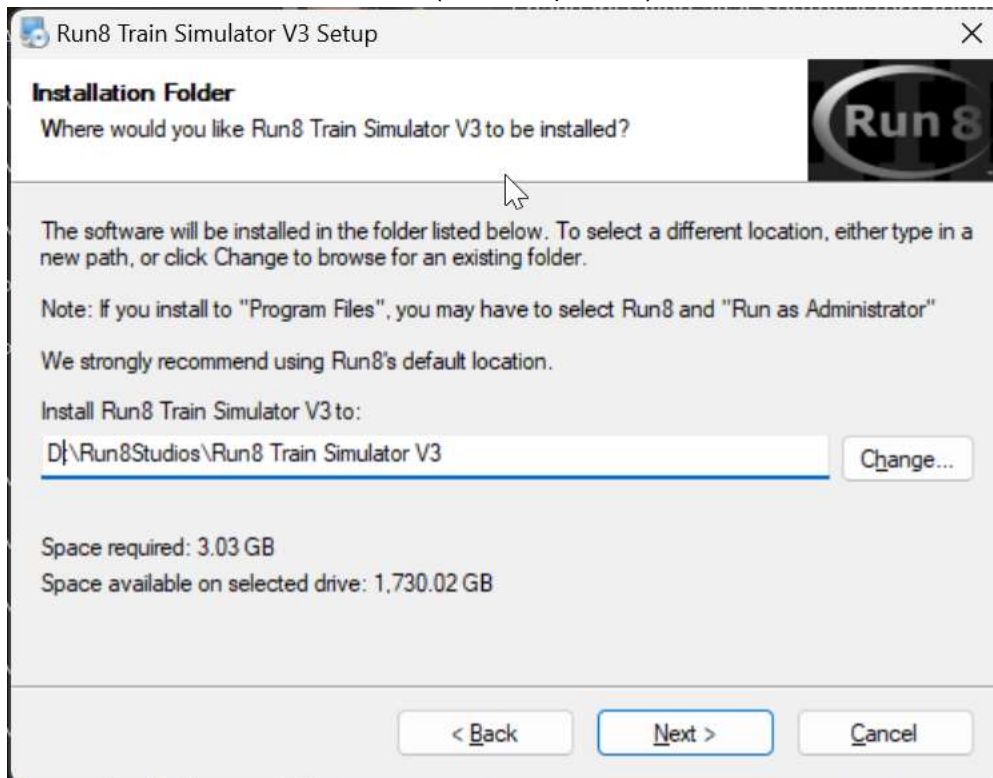 Run8 Train Simulator V3 Setup
Installation Folder
Where would you like Run8 Train Simulator V3 to be installed?
Run 8
The software will be installed in the folder listed below. To select a different location, either type in a
new path, or click Change to browse for an existing folder.
Note: If you install to "Program Files", you may have to select Run8 and "Run as Administrator"
We strongly recommend using Run8's default location.
Install Run8 Train Simulator V3 to:
D:\Run8Studios\Run8 Train Simulator V3
Change...
Space required: 3.03 GB
Space available on selected drive: 1,730.02 GB
< Back
Next >
Cancel